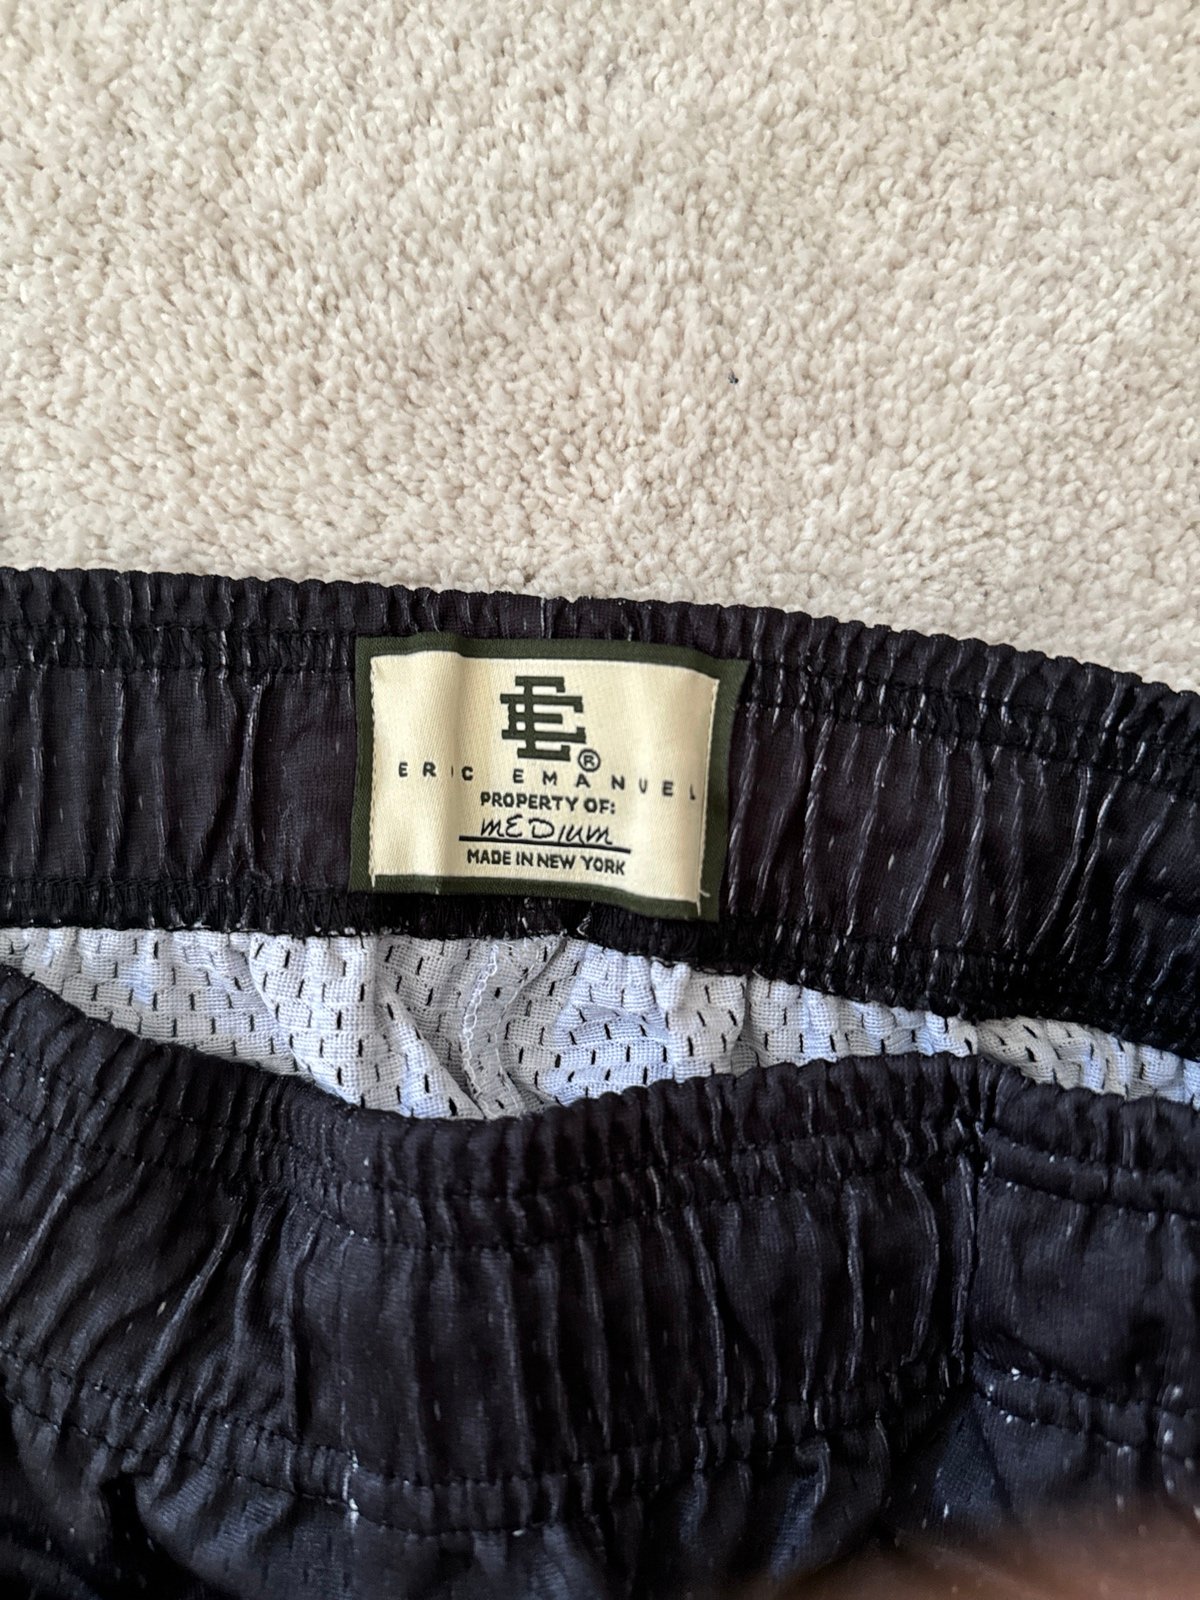 EE®
ERIC EMANUEL
PROPERTY OF:
MEDIUM
MADE IN NEW YORK